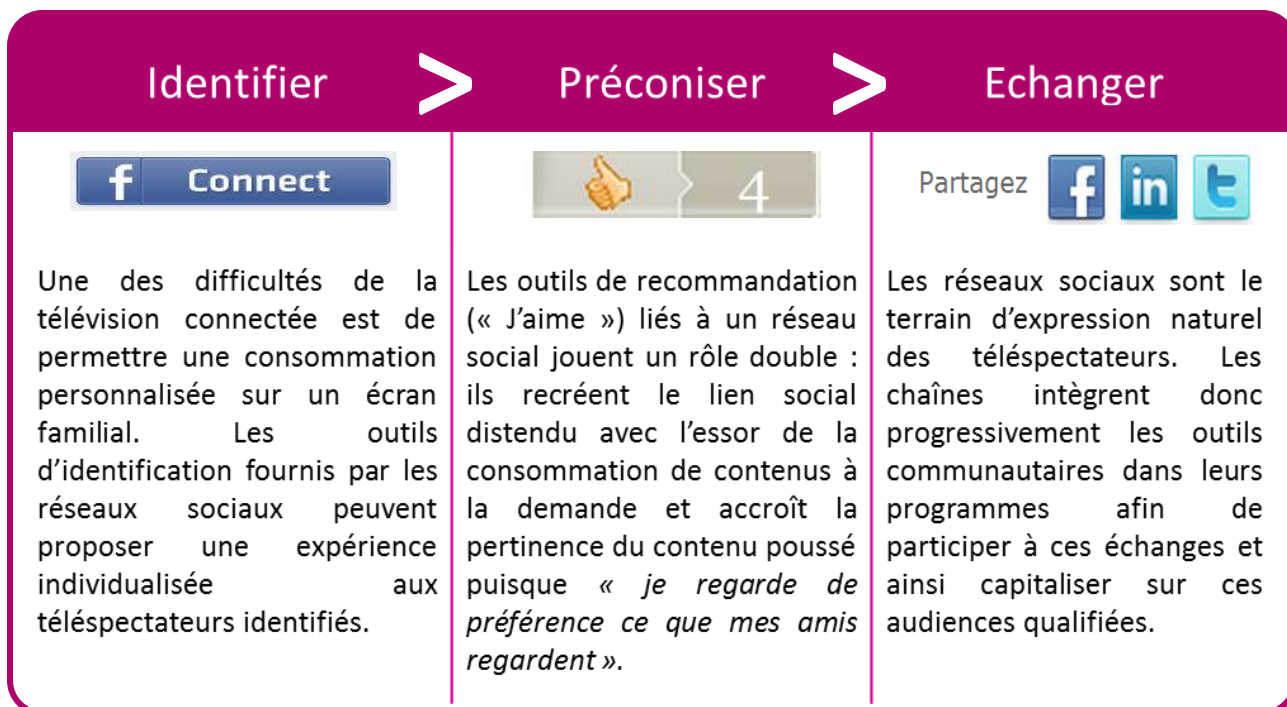 Identifier > Préconiser > Echanger
f Connect
4
Partagez f in t
Une des difficultés de la
télévision connectée est de
permettre une consommation
personnalisée sur un écran
familial. Les outils
d’identification fournis par les
réseaux sociaux peuvent
proposer une expérience
individualisée aux
téléspectateurs identifiés.
Les outils de recommandation
(« J’aime ») liés à un réseau
social jouent un rôle double :
ils recréent le lien social
distendu avec l’essor de la
consommation de contenus à
la demande et accroît la
pertinence du contenu poussé
puisque « je regarde de
préférence ce que mes amis
regardent ».
Les réseaux sociaux sont le
terrain d’expression naturel
des téléspectateurs. Les
chaînes intègrent donc
progressivement les outils
communautaires dans leurs
programmes afin de
participer à ces échanges et
ainsi capitaliser sur ces
audiences qualifiées.